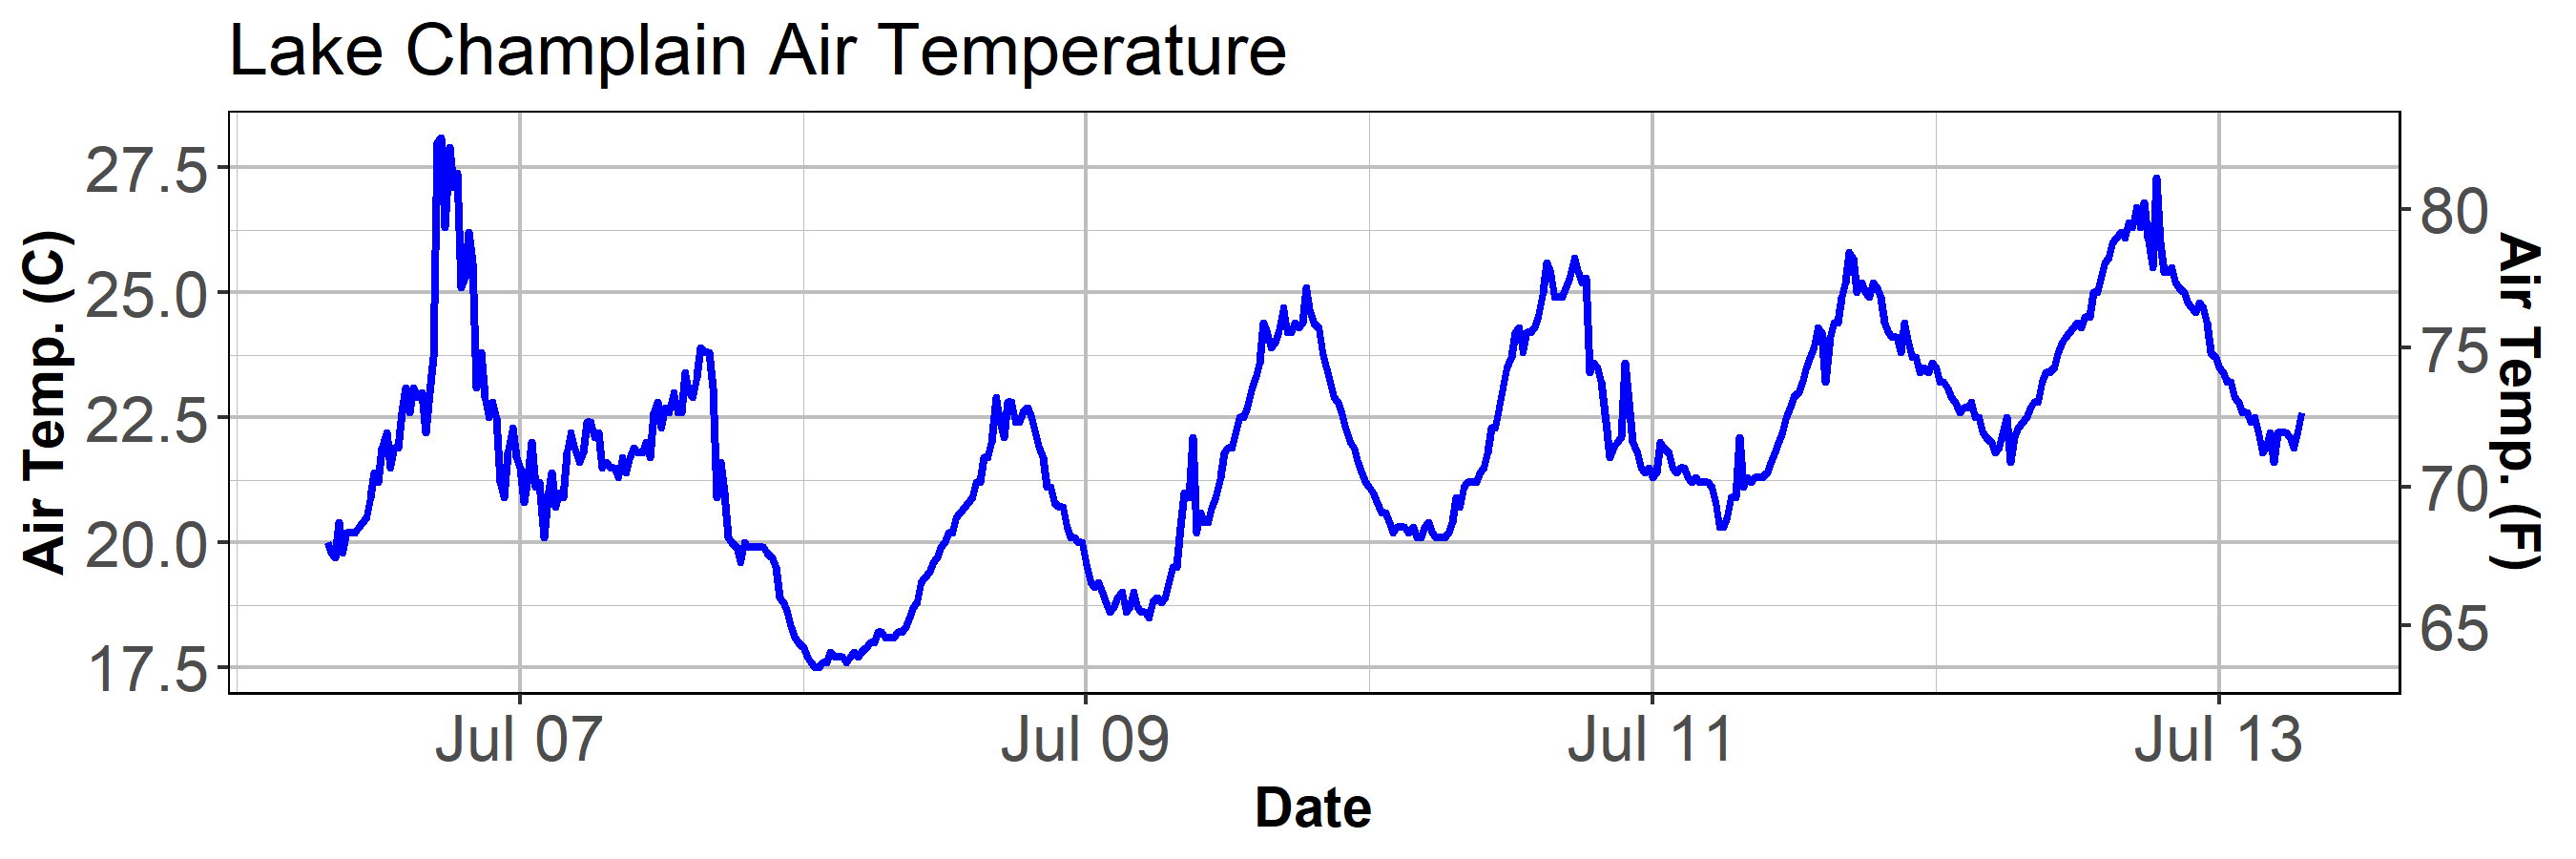 Lake Champlain Air Temperature
Air Temp. (C)
27.5
25.0
22.5
20.0
17.5
80
75
70
65
Air Temp. (F)
Jul 07
Jul 09
Jul 11
Jul 13
Date